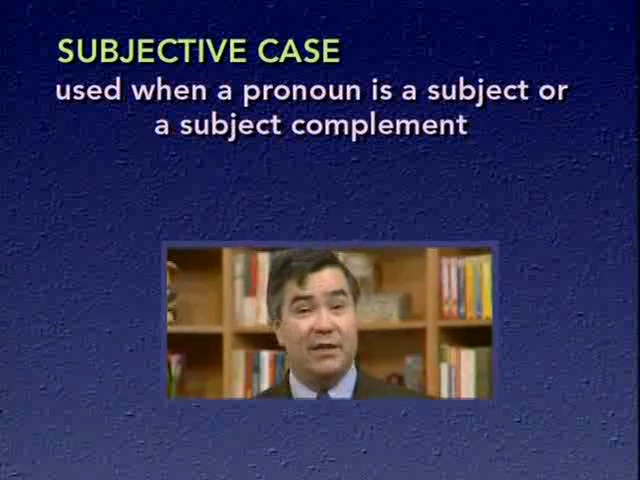 SUBJECTIVE CASE
used when a pronoun is a subject or
a subject complement